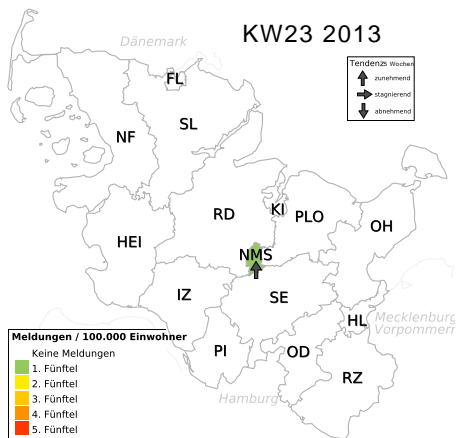 KW23 2013
Dänemark
Tendenz 5 Wochen
zunehmend
stagnierend
abnehmend
FL
NF
SL
RD
KI
PLO
OH
HEI
NMS
IZ
SE
HL
Mecklenburg
Vorpommern
PI
OD
RZ
Hamburg
Meldungen / 100.000 Einwohner
Keine Meldungen
1. Fünftel
2. Fünftel
3. Fünftel
4. Fünftel
5. Fünftel